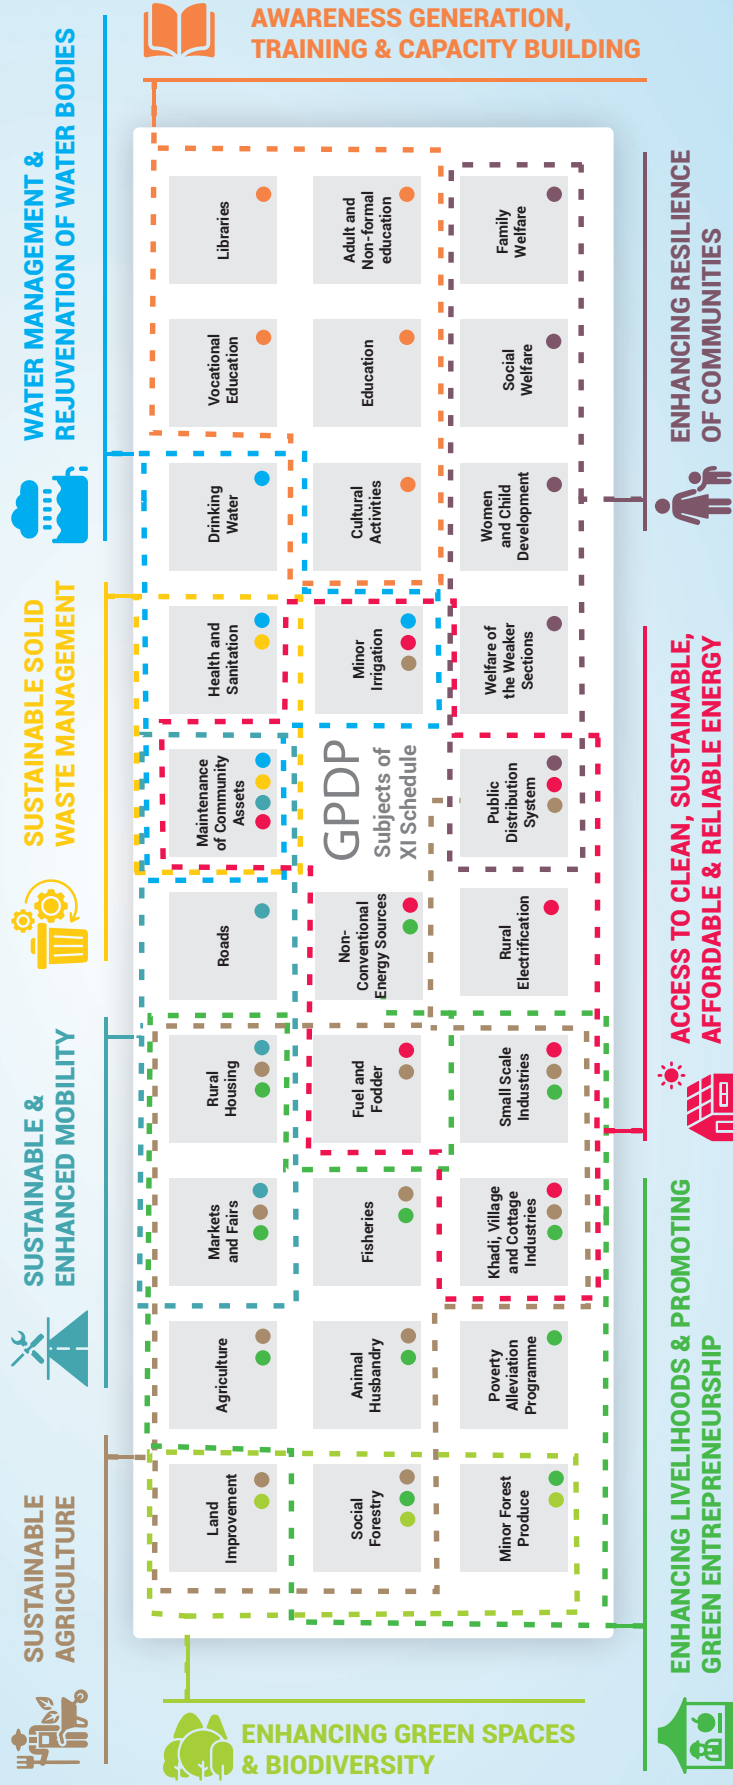 AWARENESS GENERATION,
TRAINING & CAPACITY BUILDING
SUSTAINABLE
AGRICULTURE
SUSTAINABLE &
ENHANCED MOBILITY
SUSTAINABLE SOLID
WASTE MANAGEMENT
WATER MANAGEMENT &
REJUVENATION OF WATER BODIES
Land
Improvement
Agriculture
Markets
and Fairs
Rural
Housing
Roads
Maintenance
of Community
Assets
Health and
Sanitation
Drinking
Water
Vocational
Education
Libraries
Social
Forestry
Animal
Husbandry
Fisheries
Fuel and
Fodder
Non-
Conventional
Energy Sources
GPDP
Subjects of
XI Schedule
Minor
Irrigation
Cultural
Activities
Education
Adult and
Non-formal
education
Minor Forest
Produce
Poverty
Alleviation
Programme
Khadi, Village
and Cottage
Industries
Small Scale
Industries
Rural
Electrification
Public
Distribution
System
Welfare of
the Weaker
Sections
Women
and Child
Development
Social
Welfare
Family
Welfare
ENHANCING LIVELIHOODS & PROMOTING
GREEN ENTREPRENEURSHIP
ACCESS TO CLEAN, SUSTAINABLE,
AFFORDABLE & RELIABLE ENERGY
ENHANCING RESILIENCE
OF COMMUNITIES
ENHANCING GREEN SPACES
& BIODIVERSITY